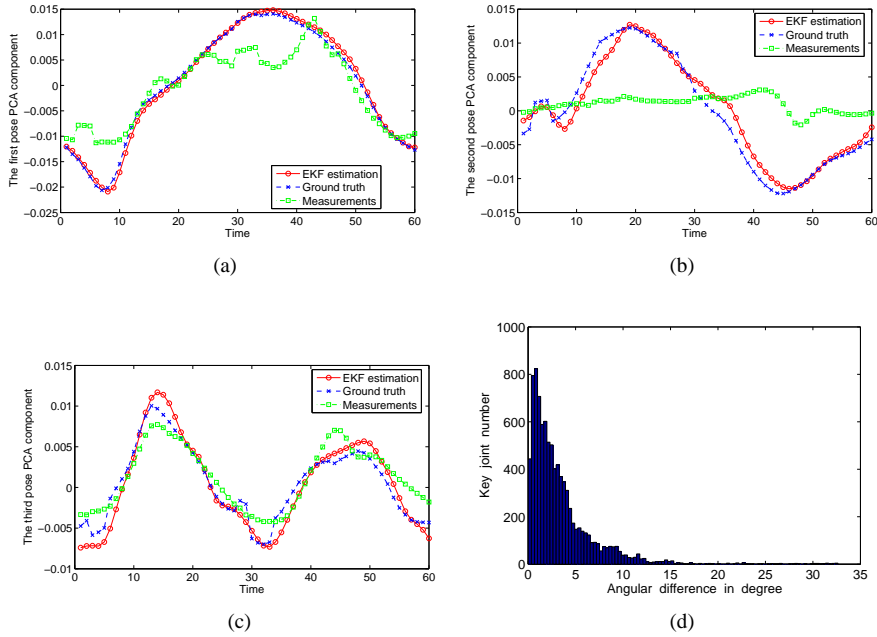 The first pose PCA component
0.015
0.01
0.005
0
−0.005
−0.01
−0.015
−0.02
−0.025
0 10 20 30 40 50 60
Time
EKF estimation
Ground truth
Measurements
(a)
The second pose PCA component
0.015
0.01
0.005
0
−0.005
−0.01
−0.015
0 10 20 30 40 50 60
Time
EKF estimation
Ground truth
Measurements
(b)
The third pose PCA component
0.015
0.01
0.005
0
−0.005
−0.01
0 10 20 30 40 50 60
Time
EKF estimation
Ground truth
Measurements
(c)
Key joint number
1000
800
600
400
200
0
0 5 10 15 20 25 30 35
Angular difference in degree
(d)